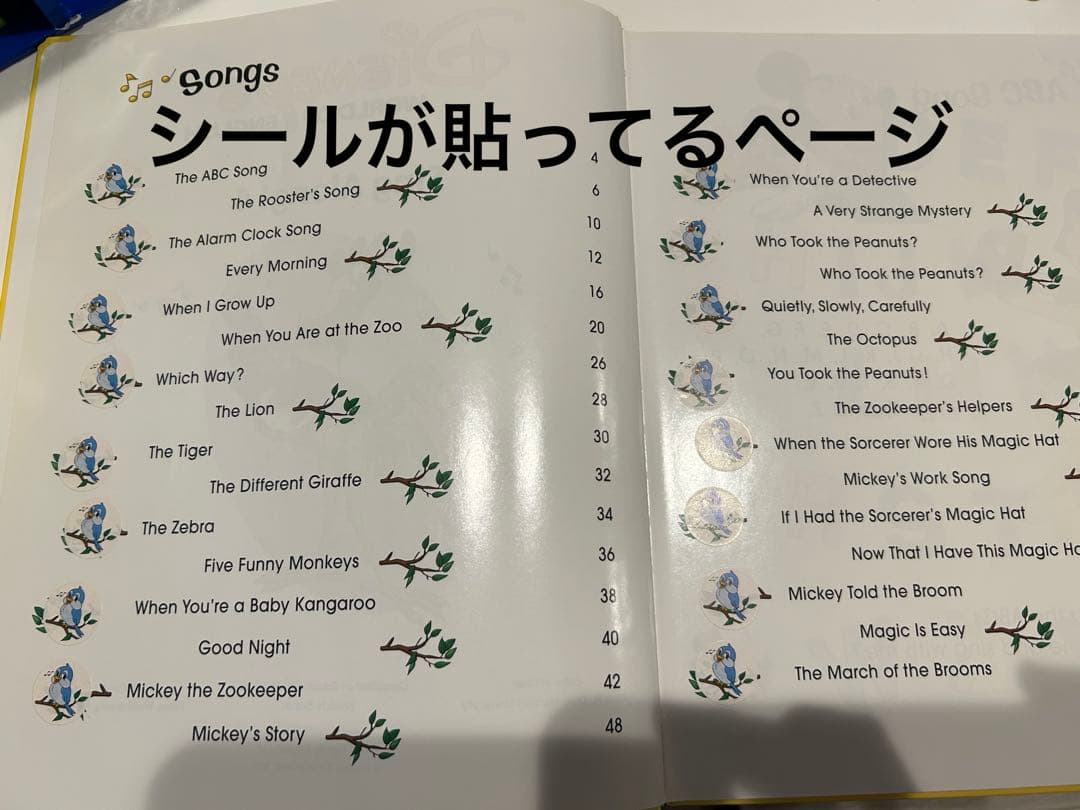 Songs
シールが貼ってるページ
The ABC Song 4
The Rooster's Song 6
The Alarm Clock Song 10
Every Morning 12
When I Grow Up 16
When You Are at the Zoo 20
Which Way? 26
The Lion 28
The Tiger 30
The Different Giraffe 32
The Zebra 34
Five Funny Monkeys 36
When You're a Baby Kangaroo 38
Good Night 40
Mickey the Zookeeper 42
Mickey's Story 48
When You're a Detective
A Very Strange Mystery
Who Took the Peanuts?
Who Took the Peanuts?
Quietly, Slowly, Carefully
The Octopus
You Took the Peanuts!
The Zookeeper's Helpers
When the Sorcerer Wore His Magic Hat
Mickey's Work Song
If I Had the Sorcerer's Magic Hat
Now That I Have This Magic
Mickey Told the Broom
Magic Is Easy
The March of the Brooms